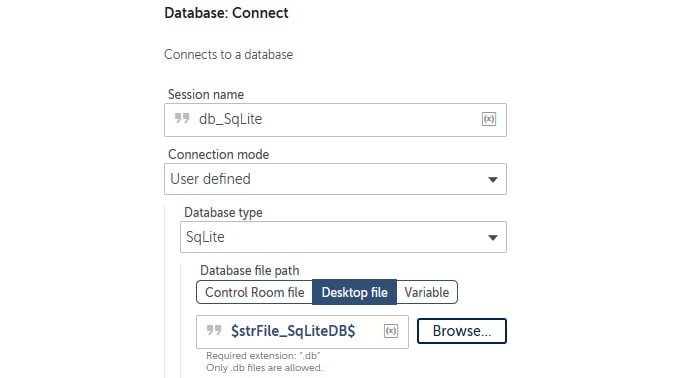 Database: Connect
Connects to a database
Session name
db_SqLite
(x)
Connection mode
User defined
Database type
SqLite
Database file path
Control Room file Desktop file Variable
$strFile_SqLiteDB$ (x) Browse...
Required extension: ".db"
Only .db files are allowed.